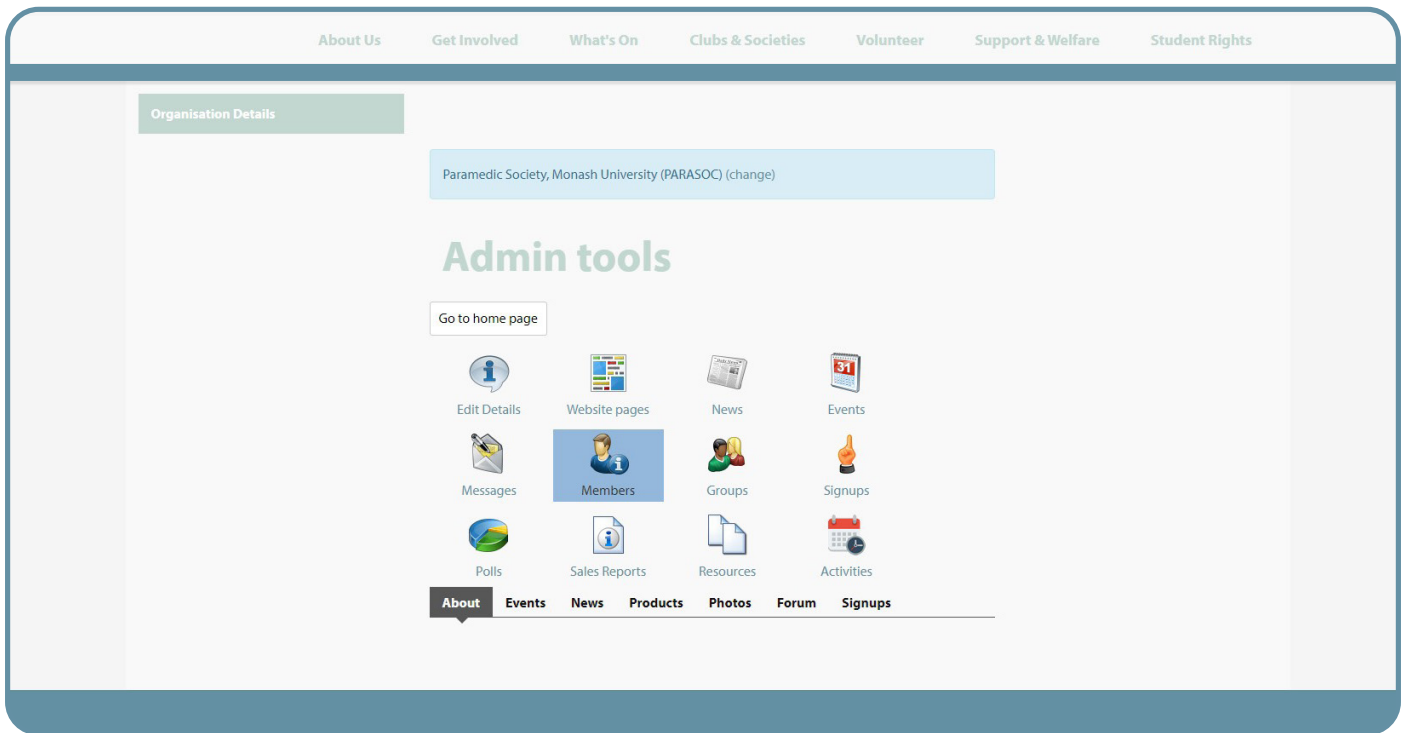 About Us Get Involved What's On Clubs & Societies Volunteer Support & Welfare Student Rights
Organisation Details
Paramedic Society, Monash University (PARASOC) (change)
Admin tools
Go to home page
31
Edit Details Website pages News Events
Messages Members Groups Signups
Polls Sales Reports Resources Activities
About Events News Products Photos Forum Signups